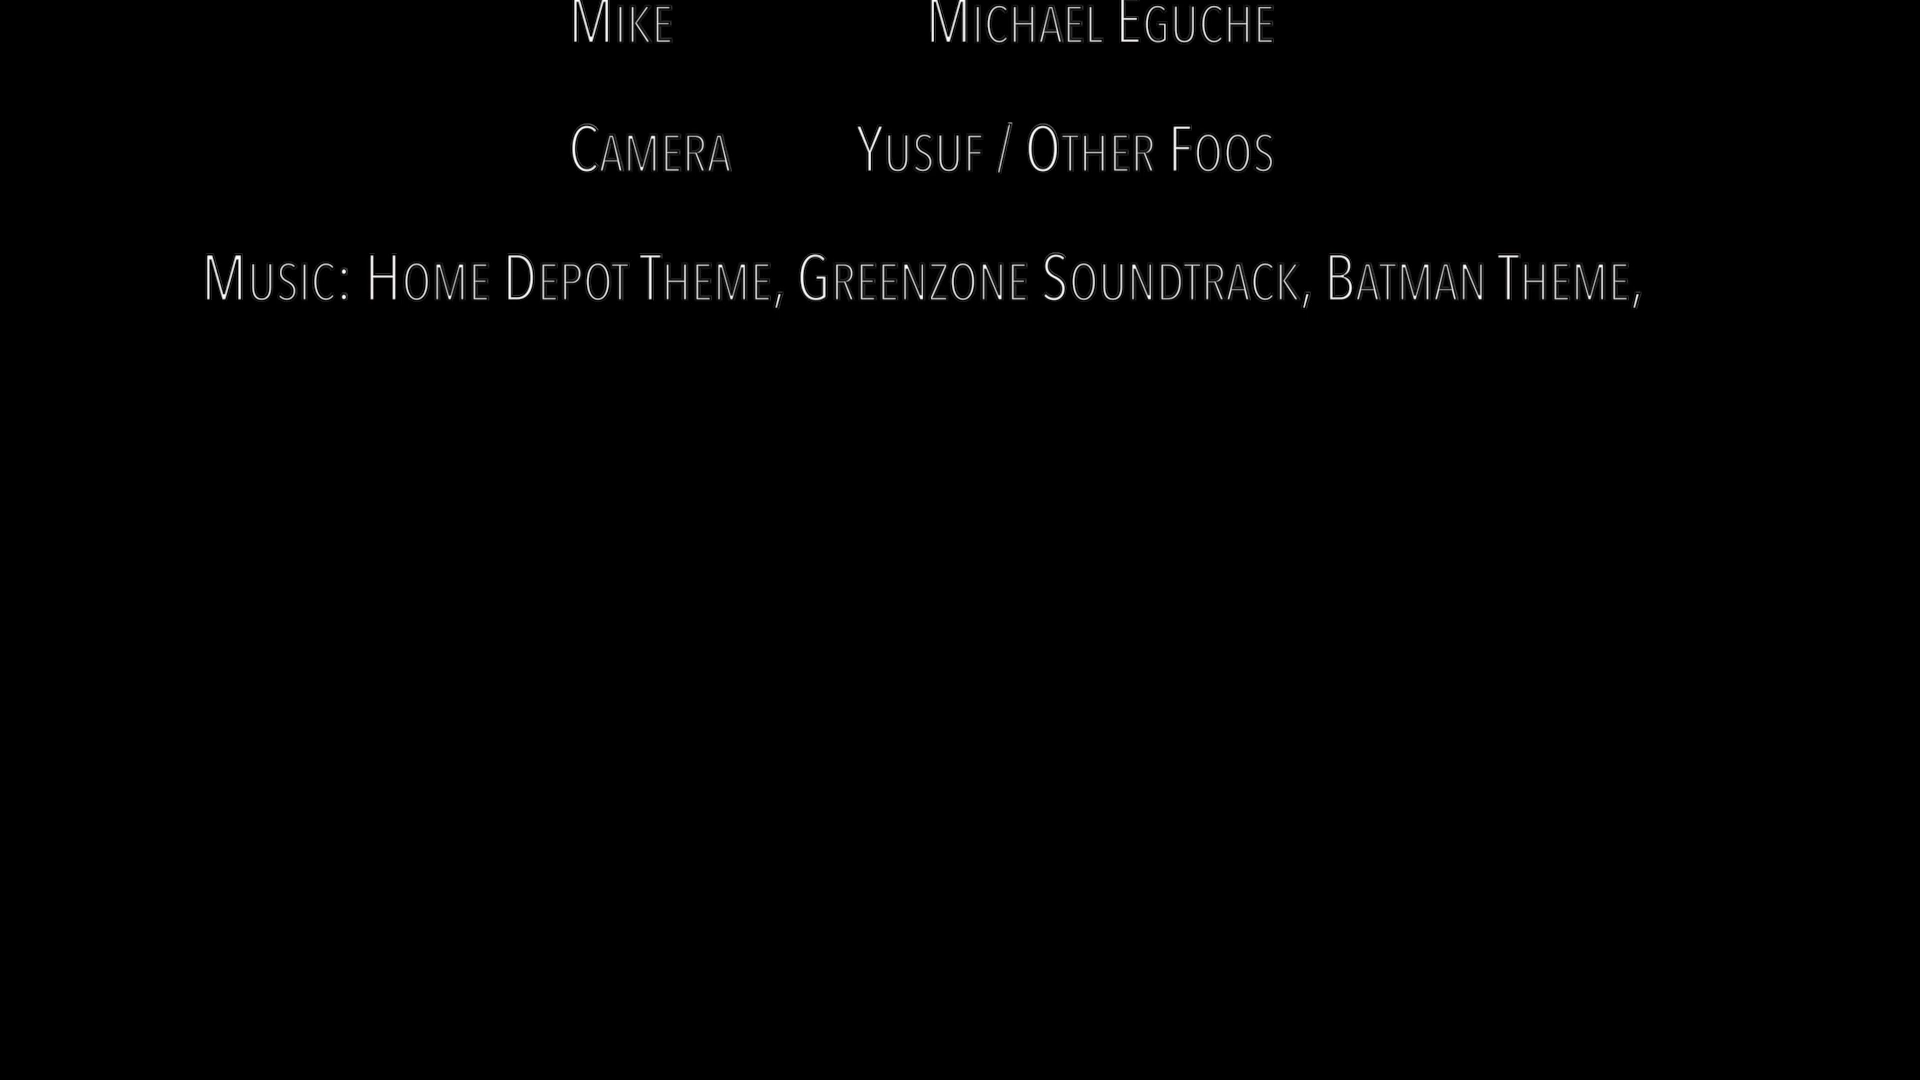 Mike Michael Eguche
Camera Yusuf / Other Foos
Music: Home Depot Theme, Greenzone Soundtrack, Batman Theme,